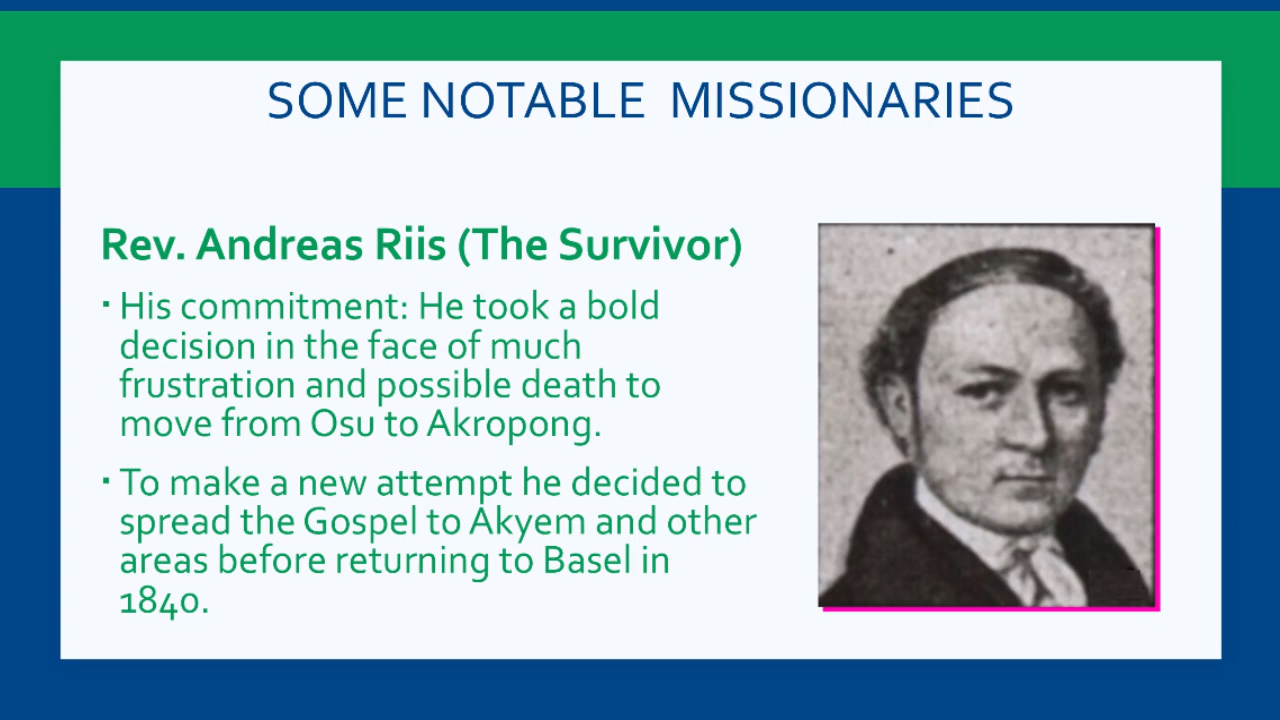 SOME NOTABLE MISSIONARIES
Rev. Andreas Riis (The Survivor)
▪ His commitment: He took a bold
decision in the face of much
frustration and possible death to
move from Osu to Akropong.
▪ To make a new attempt he decided to
spread the Gospel to Akyem and other
areas before returning to Basel in
1840.